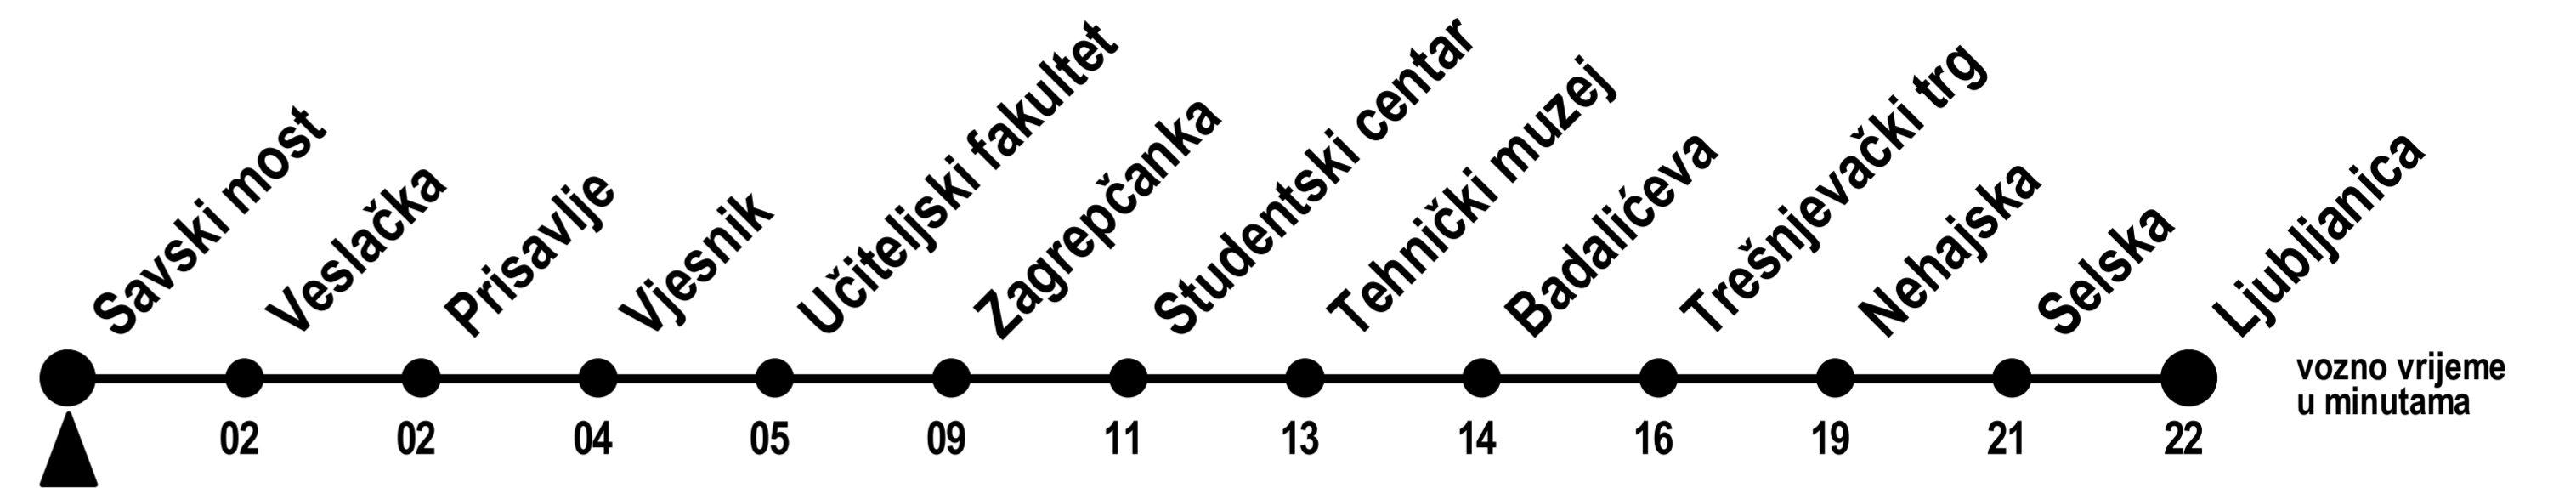 Savski most
Veslačka
Prisavlje
Vjesnik
Učiteljski fakultet
Zagrepčanka
Studentski centar
Tehnički muzej
Badalićeva
Trešnjevački trg
Nehajska
Selska
Ljubljanica
vozno vrijeme
u minutama
02 02 04 05 09 11 13 14 16 19 21 22